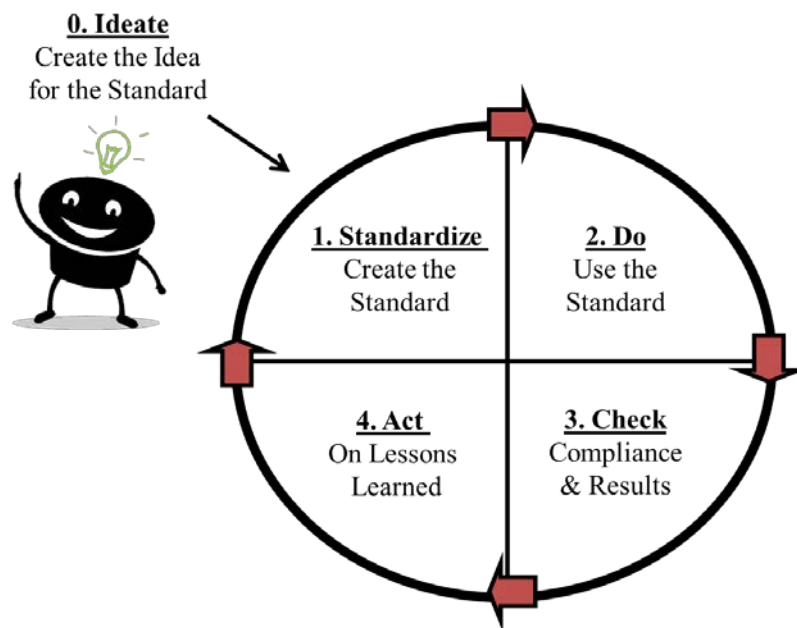 0. Ideate
Create the Idea
for the Standard
1. Standardize
Create the
Standard
2. Do
Use the
Standard
4. Act
On Lessons
Learned
3. Check
Compliance
& Results